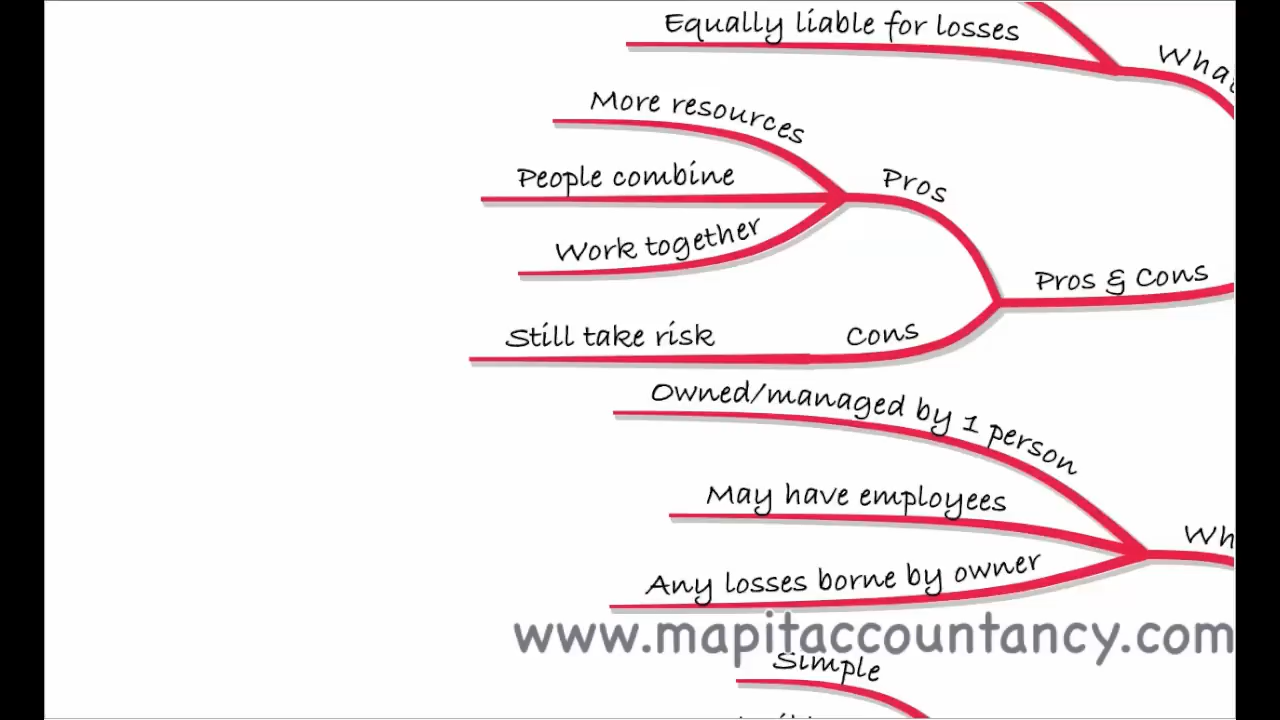 Equally liable for losses
More resources
People combine
Pros
Work together
Pros & Cons
Still take risk
Cons
Owned/managed by 1 person
May have employees
Any losses borne by owner
www.mapitaccountancy.com
Simple